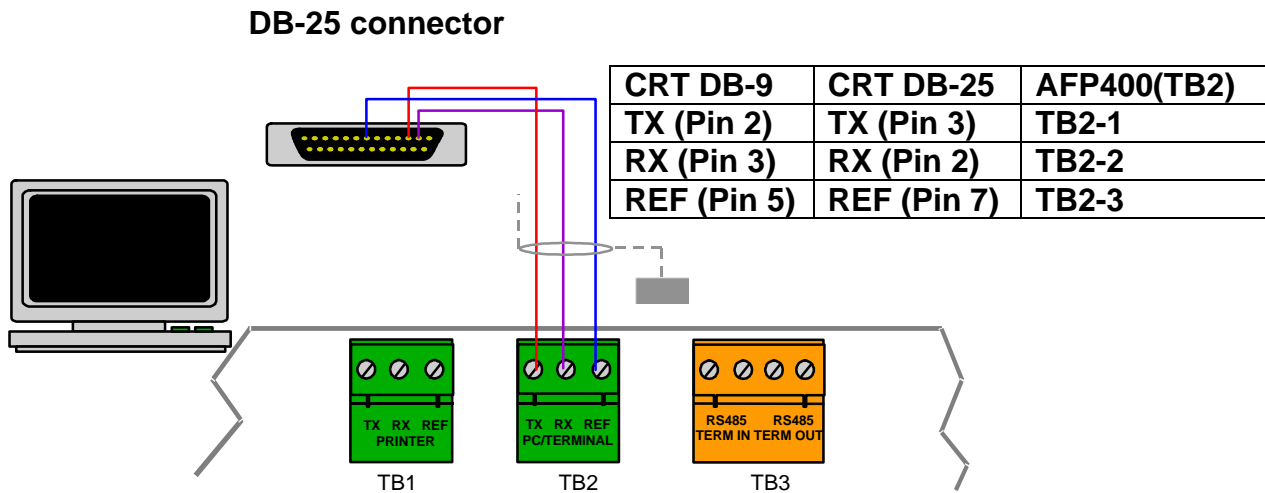 DB-25 connector
CRT DB-9 CRT DB-25 AFP400(TB2)
TX (Pin 2) TX (Pin 3) TB2-1
RX (Pin 3) RX (Pin 2) TB2-2
REF (Pin 5) REF (Pin 7) TB2-3
TX RX REF
PRINTER
TB1
TX RX REF
PC/TERMINAL
TB2
RS485 RS485
TERM IN TERM OUT
TB3